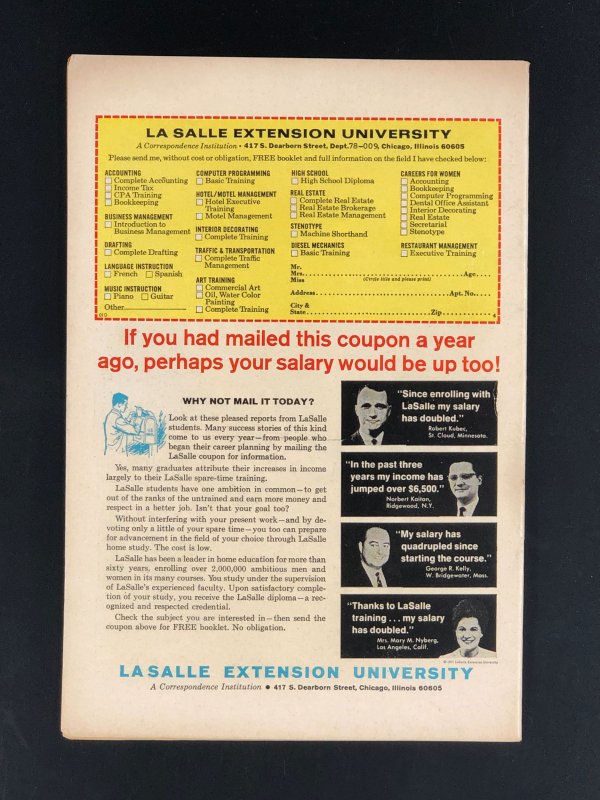 LA SALLE EXTENSION UNIVERSITY
A Correspondence Institution • 417 S. Dearborn Street, Dept. 78-009, Chicago, Illinois 60605
Please send me, without cost or obligation, FREE booklet and full information on the field I have checked below:
ACCOUNTING
Complete Accounting
Income Tax
CPA Training
Bookkeeping
BUSINESS MANAGEMENT
Introduction to
Business Management
DRAFTING
Complete Drafting
LANGUAGE INSTRUCTION
French Spanish
MUSIC INSTRUCTION
Piano Guitar
Other
COMPUTER PROGRAMMING
Basic Training
HOTEL/MOTEL MANAGEMENT
Hotel Executive
Training
Motel Management
INTERIOR DECORATING
Complete Training
TRAFFIC & TRANSPORTATION
Complete Traffic
Management
ART TRAINING
Commercial Art
Oil, Water Color
Painting
Complete Training
HIGH SCHOOL
High School Diploma
REAL ESTATE
Complete Real Estate
Real Estate Brokerage
Real Estate Management
STENOTYPE
Machine Shorthand
DIESEL MECHANICS
Basic Training
CAREERS FOR WOMEN
Accounting
Bookkeeping
Computer Programming
Dental Office Assistant
Interior Decorating
Real Estate
Secretarial
Stenotype
RESTAURANT MANAGEMENT
Executive Training
Mr.
Mrs. Age
Miss (Circle title and please print)
Address Apt. No.
City &
State Zip
010 4
If you had mailed this coupon a year
ago, perhaps your salary would be up too!
WHY NOT MAIL IT TODAY?
Look at these pleased reports from LaSalle
students. Many success stories of this kind
come to us every year—from people who
began their career planning by mailing the
LaSalle coupon for information.
Yes, many graduates attribute their increases in income
largely to their LaSalle spare-time training.
LaSalle students have one ambition in common—to get
out of the ranks of the untrained and earn more money and
respect in a better job. Isn't that your goal too?
Without interfering with your present work—and by de-
voting only a little of your spare time—you too can prepare
for advancement in the field of your choice through LaSalle
home study. The cost is low.
LaSalle has been a leader in home education for more than
sixty years, enrolling over 2,000,000 ambitious men and
women in its many courses. You study under the supervision
of LaSalle's experienced faculty. Upon satisfactory comple-
tion of your study, you receive the LaSalle diploma—a rec-
ognized and respected credential.
Check the subject you are interested in—then send the
coupon above for FREE booklet. No obligation.
"Since enrolling with
LaSalle my salary
has doubled."
Robert Kubec,
St. Cloud, Minnesota.
"In the past three
years my income has
jumped over $6,500."
Norbert Kaitan,
Ridgewood, N.Y.
"My salary has
quadrupled since
starting the course."
George R. Kelly,
W. Bridgewater, Mass.
"Thanks to LaSalle
training ... my salary
has doubled."
Mrs. Mary M. Nyberg,
Los Angeles, Calif.
© 1971 LaSalle Extension University
LASALLE EXTENSION UNIVERSITY
A Correspondence Institution • 417 S. Dearborn Street, Chicago, Illinois 60605